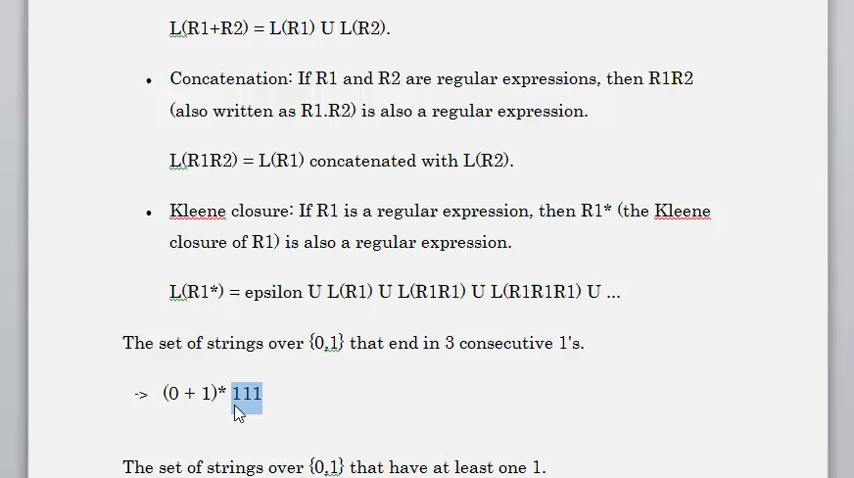 L(R1+R2) = L(R1) U L(R2).
• Concatenation: If R1 and R2 are regular expressions, then R1R2
(also written as R1.R2) is also a regular expression.
L(R1R2) = L(R1) concatenated with L(R2).
• Kleene closure: If R1 is a regular expression, then R1* (the Kleene
closure of R1) is also a regular expression.
L(R1*) = epsilon U L(R1) U L(R1R1) U L(R1R1R1) U ...
The set of strings over {0,1} that end in 3 consecutive 1's.
-> (0 + 1)* 111
The set of strings over {0,1} that have at least one 1.